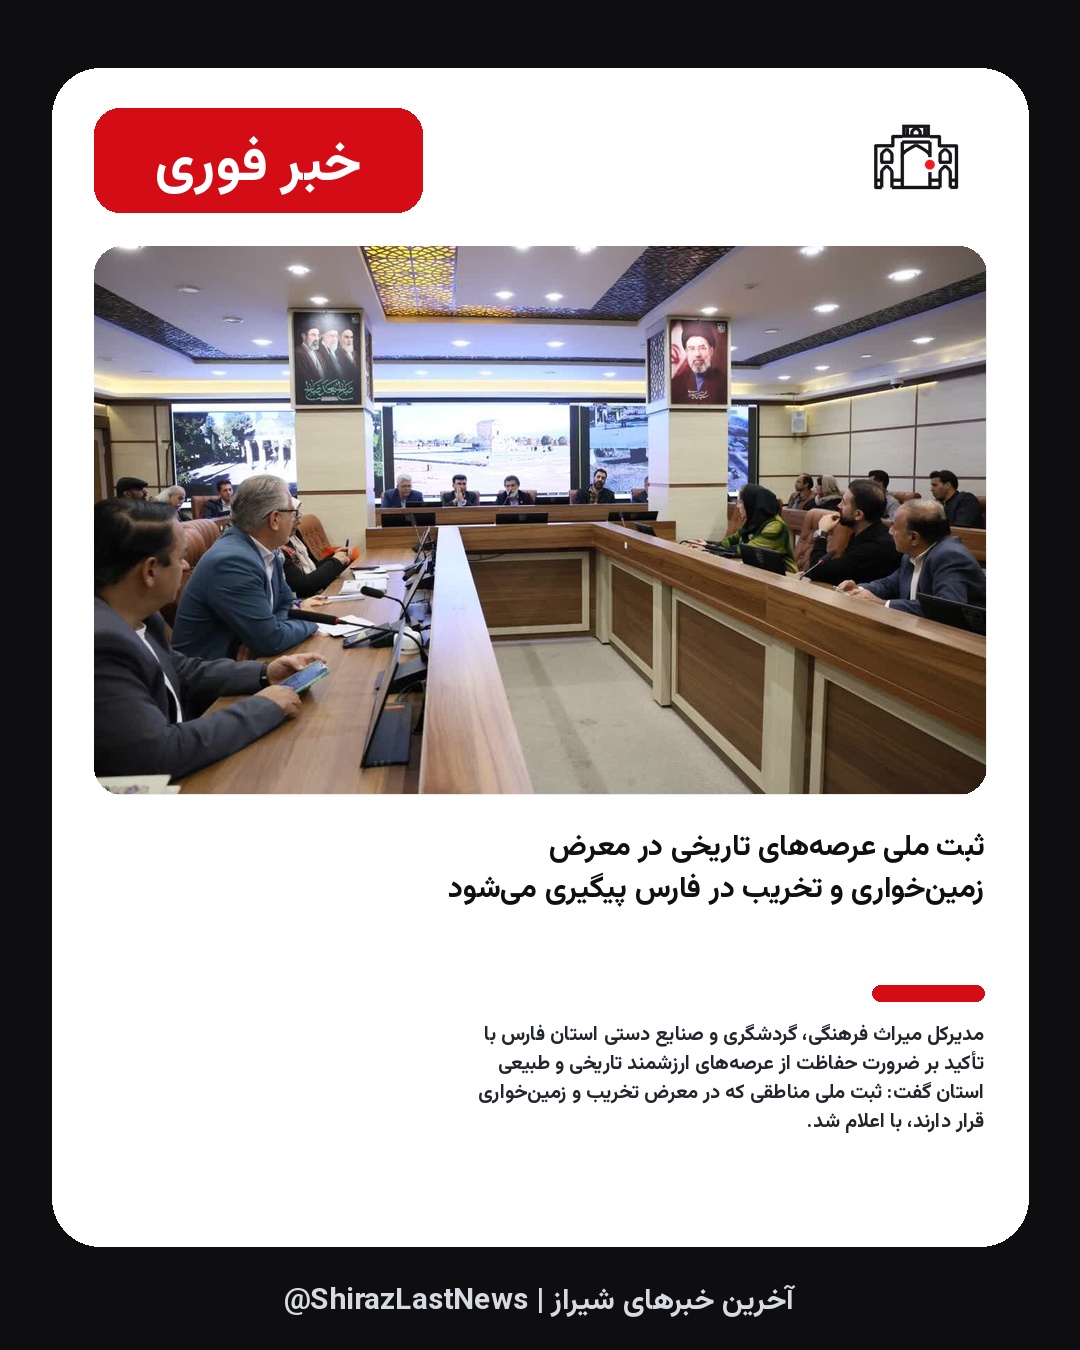 خبر فوری
ثبت ملی عرصه‌های تاریخی در معرض
زمین‌خواری و تخریب در فارس پیگیری می‌شود
مدیرکل میراث فرهنگی، گردشگری و صنایع دستی استان فارس با
تأکید بر ضرورت حفاظت از عرصه‌های ارزشمند تاریخی و طبیعی
استان گفت: ثبت ملی مناطقی که در معرض تخریب و زمین‌خواری
قرار دارند، با اعلام شد.
آخرین خبرهای شیراز | @ShirazLastNews